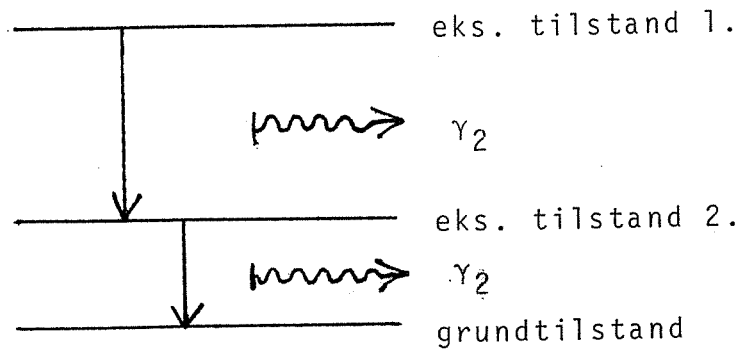 eks. tilstand 1.
γ2
eks. tilstand 2.
γ2
grundtilstand